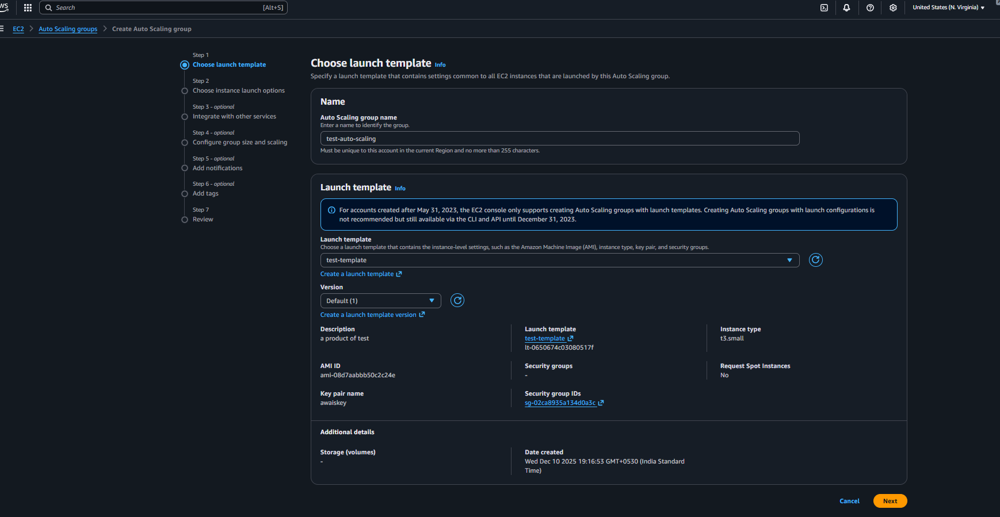 Search [Alt+S] United States (N. Virginia)
EC2 Auto Scaling groups Create Auto Scaling group
Step 1
Choose launch template
Step 2
Choose instance launch options
Step 3 - optional
Integrate with other services
Step 4 - optional
Configure group size and scaling
Step 5 - optional
Add notifications
Step 6 - optional
Add tags
Step 7
Review
Choose launch template Info
Specify a launch template that contains settings common to all EC2 instances that are launched by this Auto Scaling group.
Name
Auto Scaling group name
Enter a name to identify the group.
test-auto-scaling
Must be unique to this account in the current Region and no more than 255 characters.
Launch template Info
For accounts created after May 31, 2023, the EC2 console only supports creating Auto Scaling groups with launch templates. Creating Auto Scaling groups with launch configurations is
not recommended but still available via the CLI and API until December 31, 2023.
Launch template
Choose a launch template that contains the instance-level settings, such as the Amazon Machine Image (AMI), instance type, key pair, and security groups.
test-template
Create a launch template
Version
Default (1)
Create a launch template version
Description
a product of test
Launch template
test-template
lt-0650674c03080517f
Instance type
t3.small
AMI ID
ami-08d7aabbb50c2c24e
Security groups
-
Request Spot Instances
No
Key pair name
awaiskey
Security group IDs
sg-02ca8935a134d0a3c
Additional details
Storage (volumes)
-
Date created
Wed Dec 10 2025 19:16:53 GMT+0530 (India Standard
Time)
Cancel Next